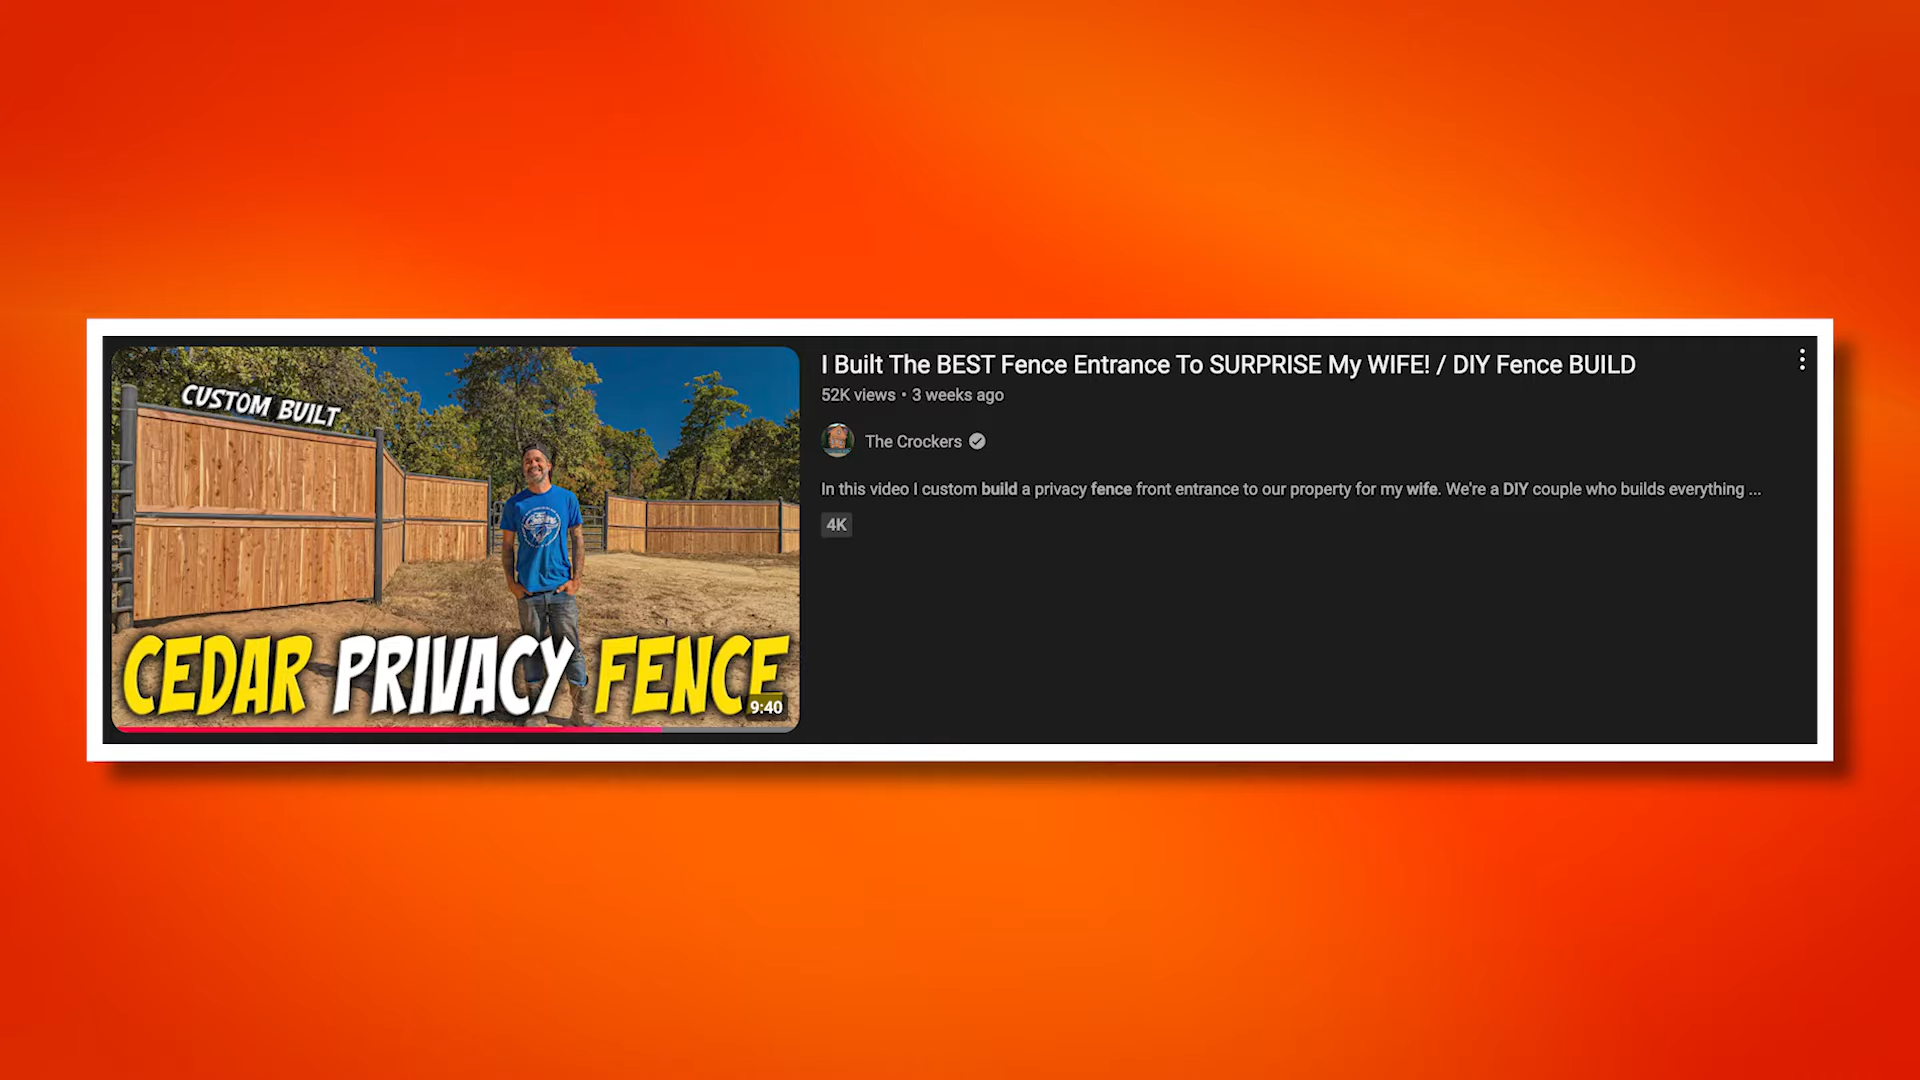 CUSTOM BUILT
CEDAR PRIVACY FENCE
9:40
I Built The BEST Fence Entrance To SURPRISE My WIFE! / DIY Fence BUILD
52K views • 3 weeks ago
The Crockers
In this video I custom build a privacy fence front entrance to our property for my wife. We're a DIY couple who builds everything ...
4K